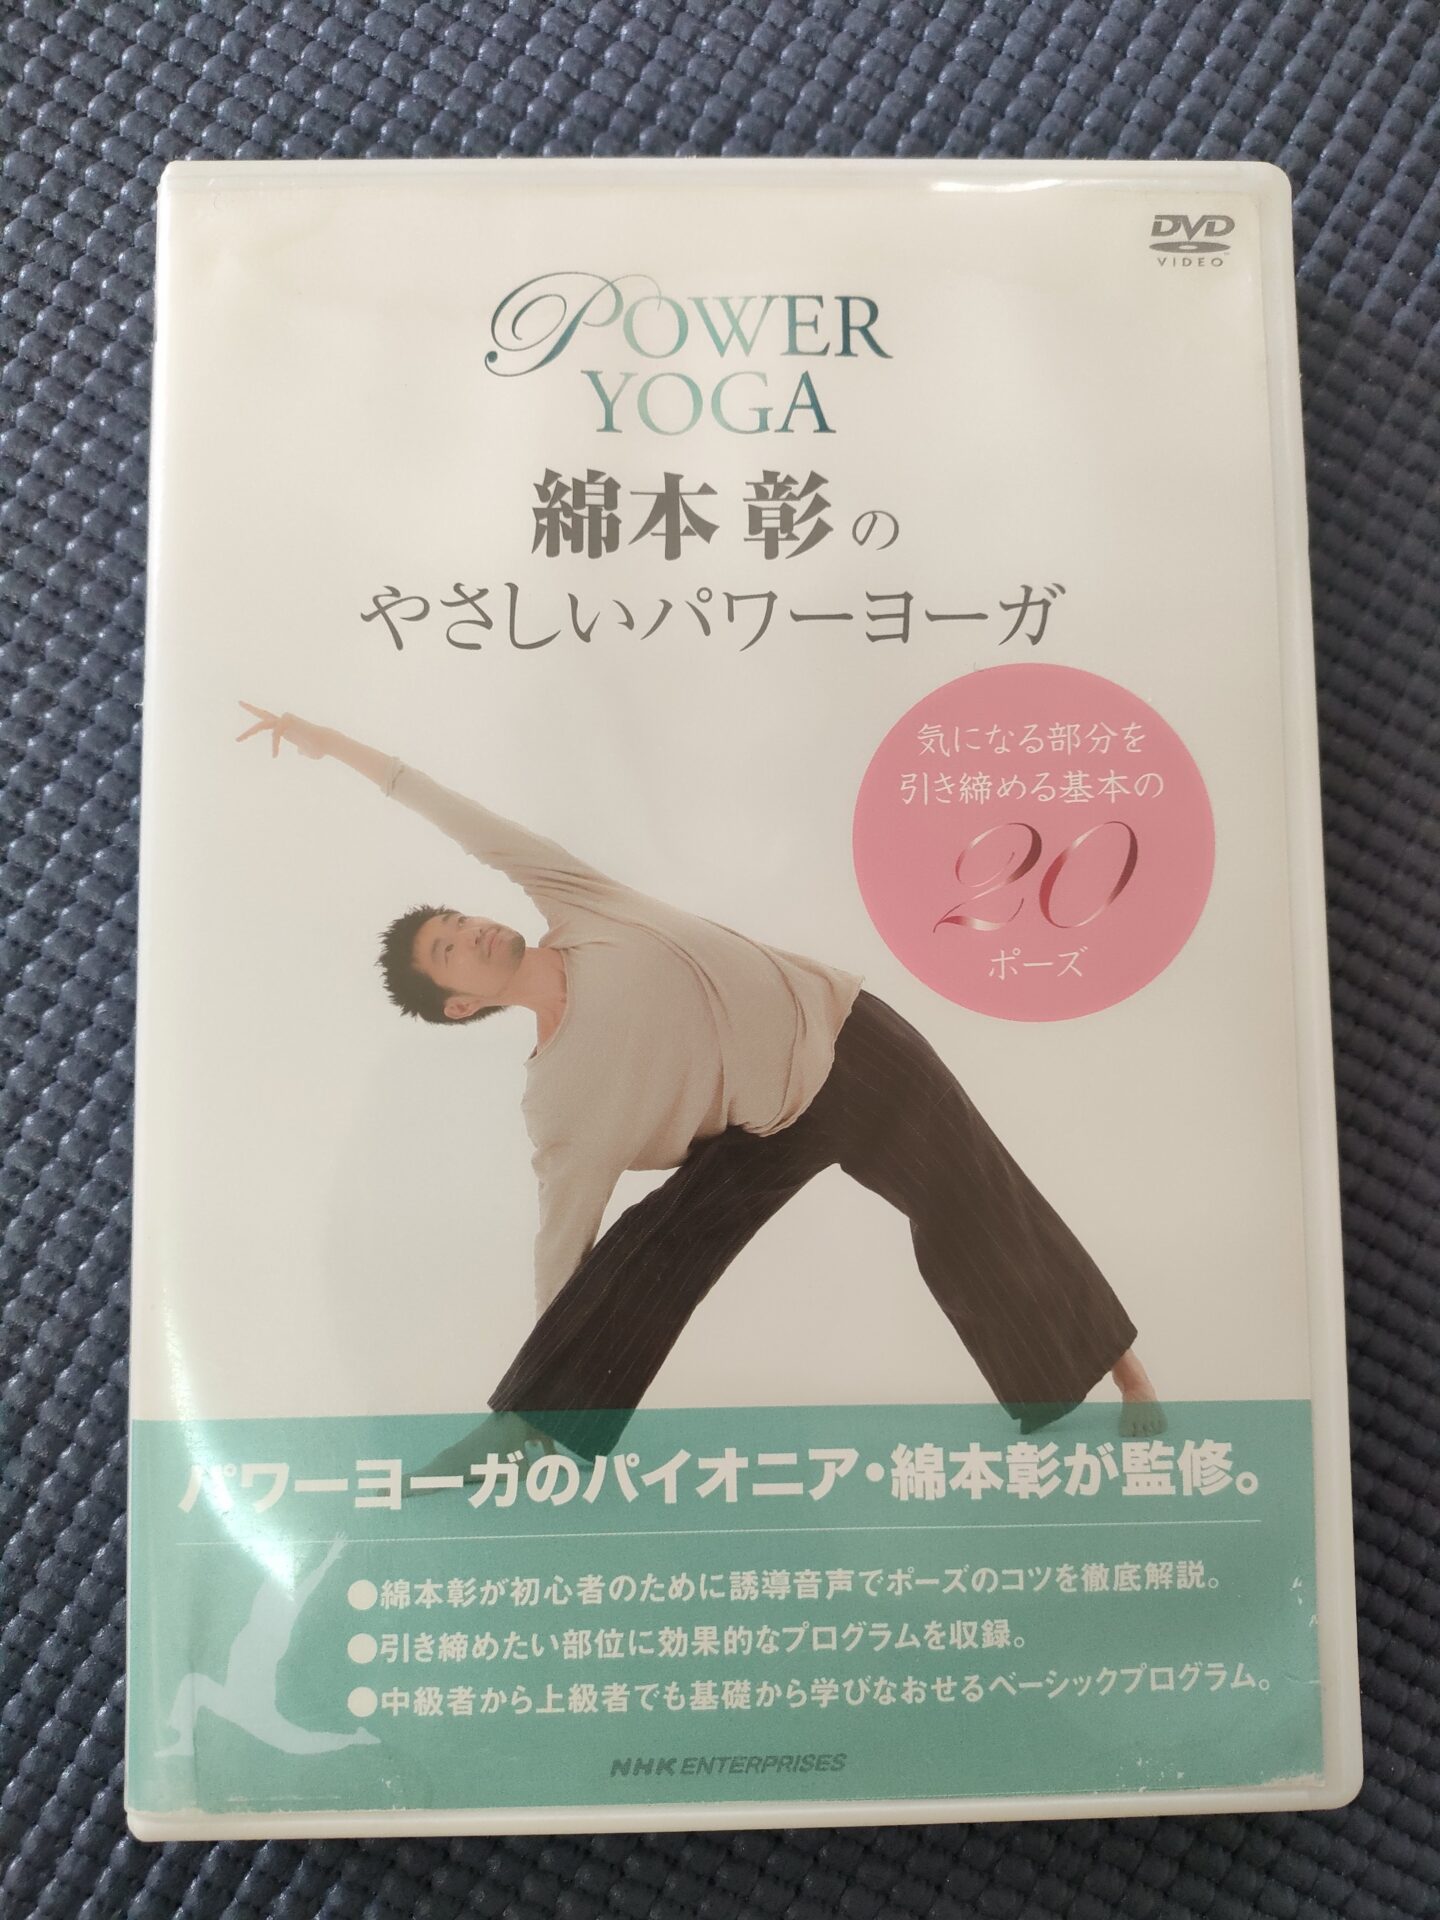 DVD
VIDEO
POWER
YOGA
綿本 彰の
やさしいパワーヨーガ
気になる部分を
引き締める基本の
20
ポーズ
パワーヨーガのパイオニア・綿本彰が監修。
●綿本彰が初心者のために誘導音声でポーズのコツを徹底解説。
●引き締めたい部位に効果的なプログラムを収録。
●中級者から上級者でも基礎から学びなおせるベーシックプログラム。
NHK ENTERPRISES